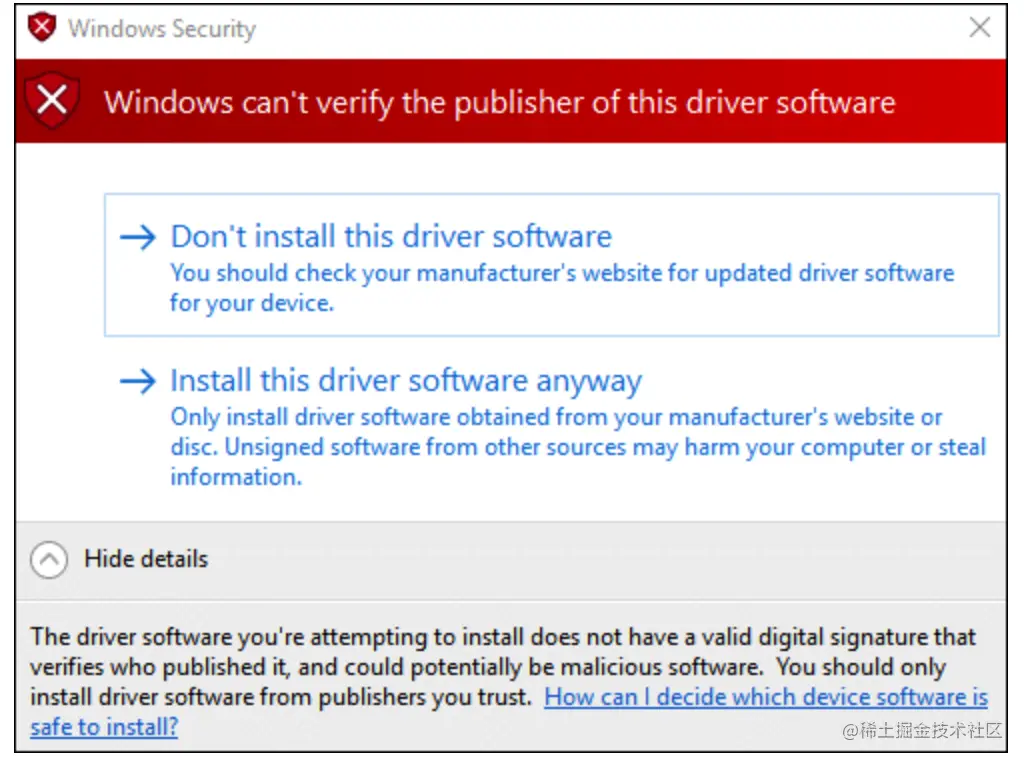 Windows Security
Windows can't verify the publisher of this driver software
Don't install this driver software
You should check your manufacturer's website for updated driver software
for your device.
Install this driver software anyway
Only install driver software obtained from your manufacturer's website or
disc. Unsigned software from other sources may harm your computer or steal
information.
Hide details
The driver software you're attempting to install does not have a valid digital signature that
verifies who published it, and could potentially be malicious software.  You should only
install driver software from publishers you trust.  How can I decide which device software is
safe to install?
@稀土掘金技术社区